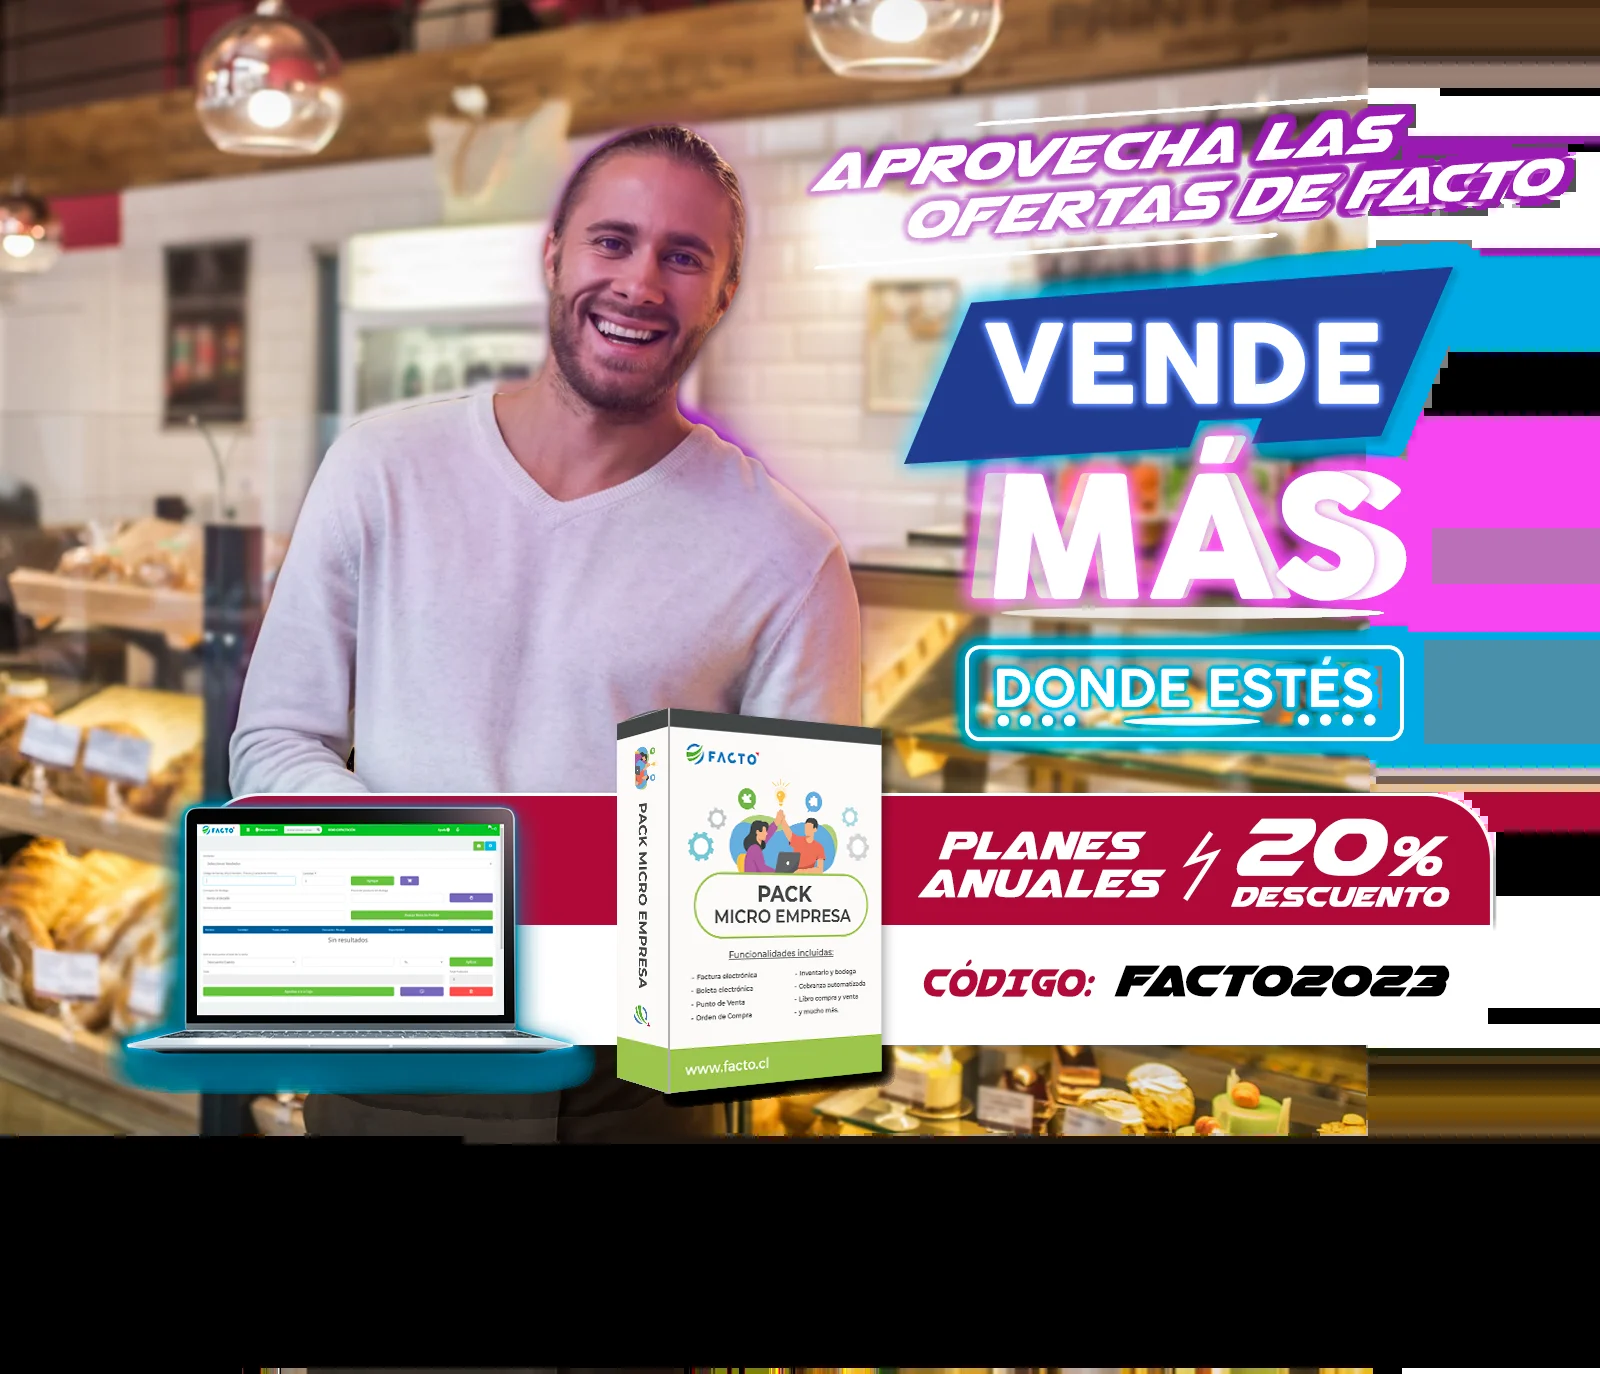 APROVECHA LAS
OFERTAS DE FACTO
VENDE
MÁS
DONDE ESTÉS
PLANES
ANUALES
20%
DESCUENTO
CÓDIGO: FACTO2023
FACTO
PACK
MICRO EMPRESA
Funcionalidades incluidas:
- Factura electrónica
- Boleta electrónica
- Punto de Venta
- Orden de Compra
- Inventario y bodega
- Cobranza automatizada
- Libro compra y venta
- y mucho más.
www.facto.cl
PACK MICRO EMPRESA
FACTO
Sin resultados